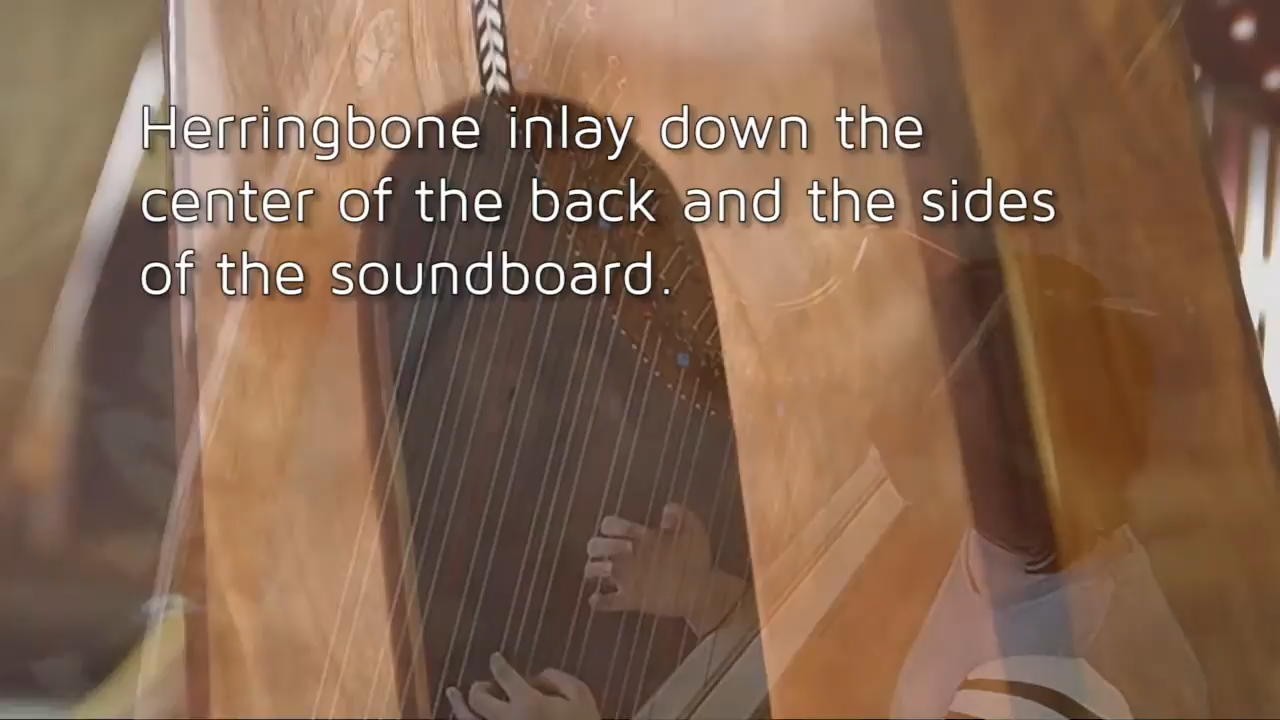 Herringbone inlay down the
center of the back and the sides
of the soundboard.